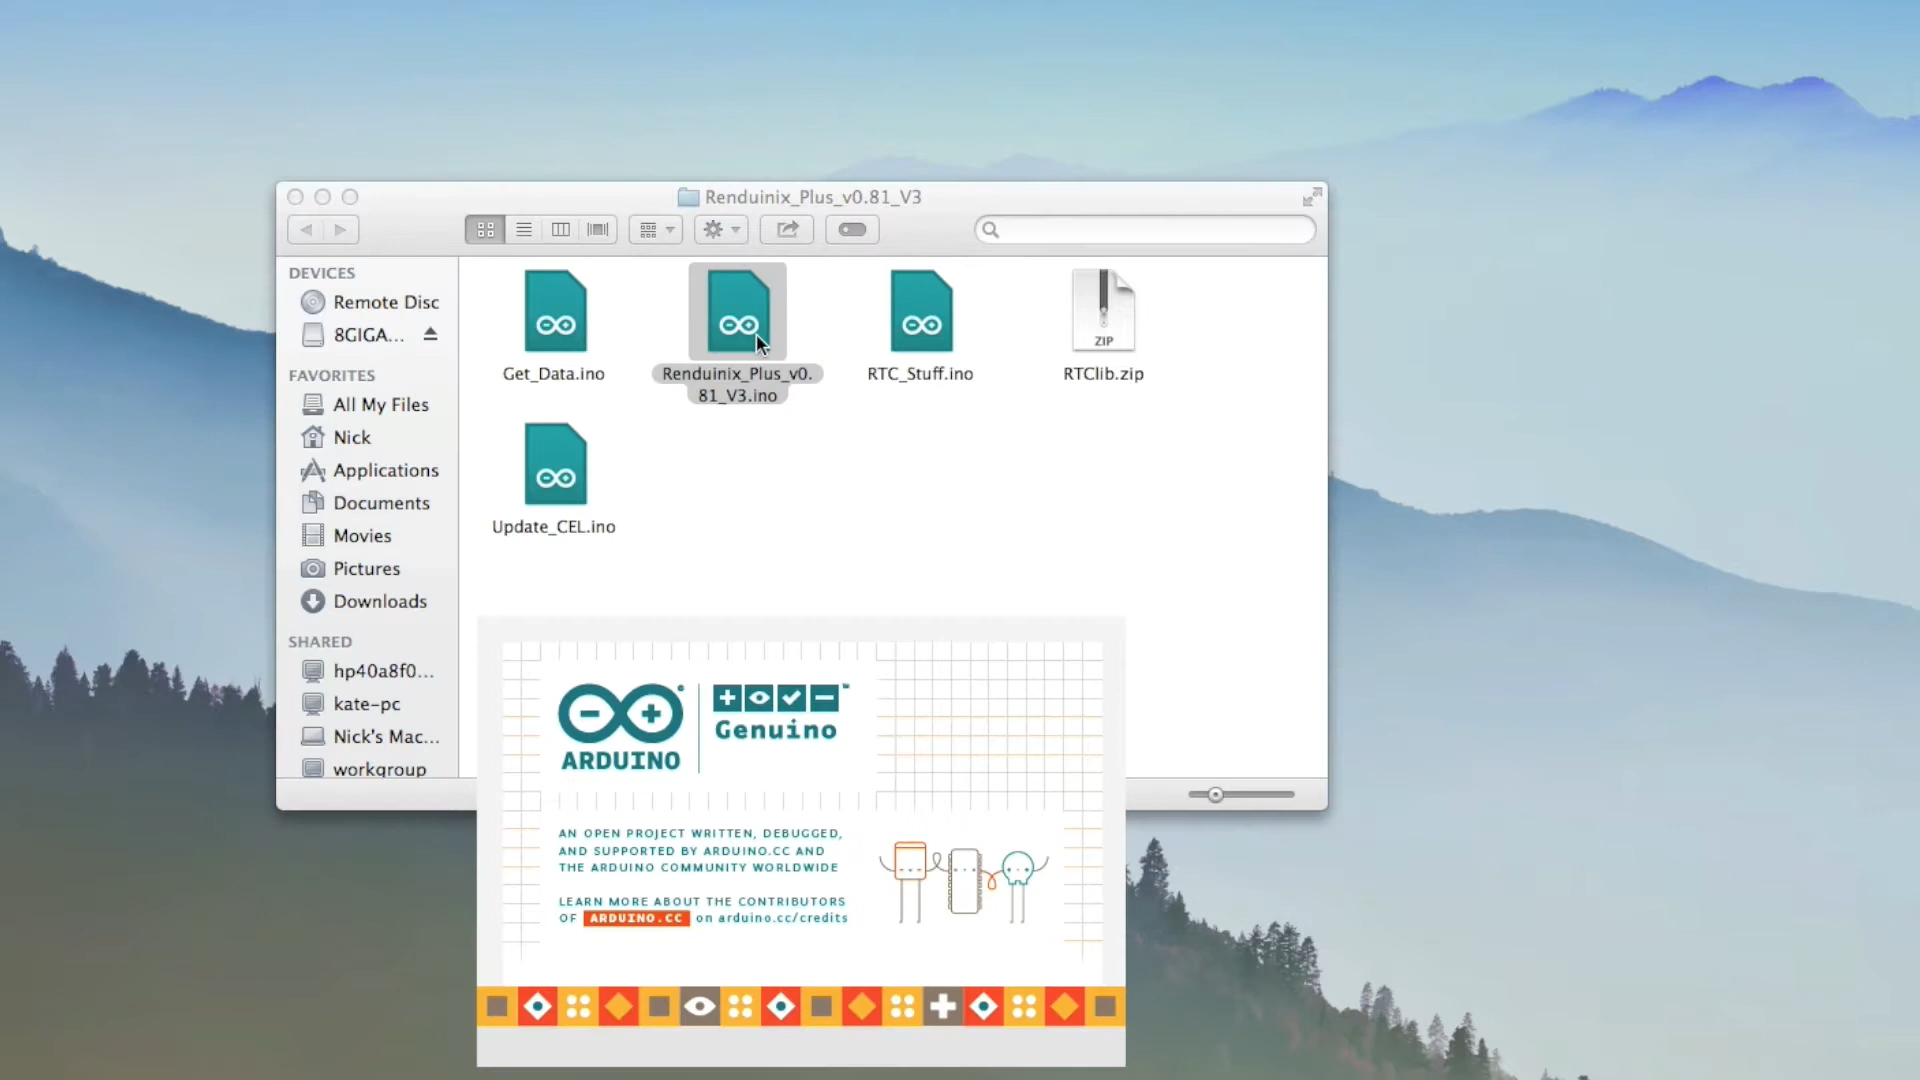 Renduinix_Plus_v0.81_V3
DEVICES
Remote Disc
8GIGA...
FAVORITES
All My Files
Nick
Applications
Documents
Movies
Pictures
Downloads
SHARED
hp40a8f0...
kate-pc
Nick's Mac...
workgroup
Get_Data.ino
Renduinix_Plus_v0.
81_V3.ino
RTC_Stuff.ino
ZIP
RTClib.zip
Update_CEL.ino
ARDUINO
Genuino
™
AN OPEN PROJECT WRITTEN, DEBUGGED,
AND SUPPORTED BY ARDUINO.CC AND
THE ARDUINO COMMUNITY WORLDWIDE
LEARN MORE ABOUT THE CONTRIBUTORS
OF ARDUINO.CC on arduino.cc/credits